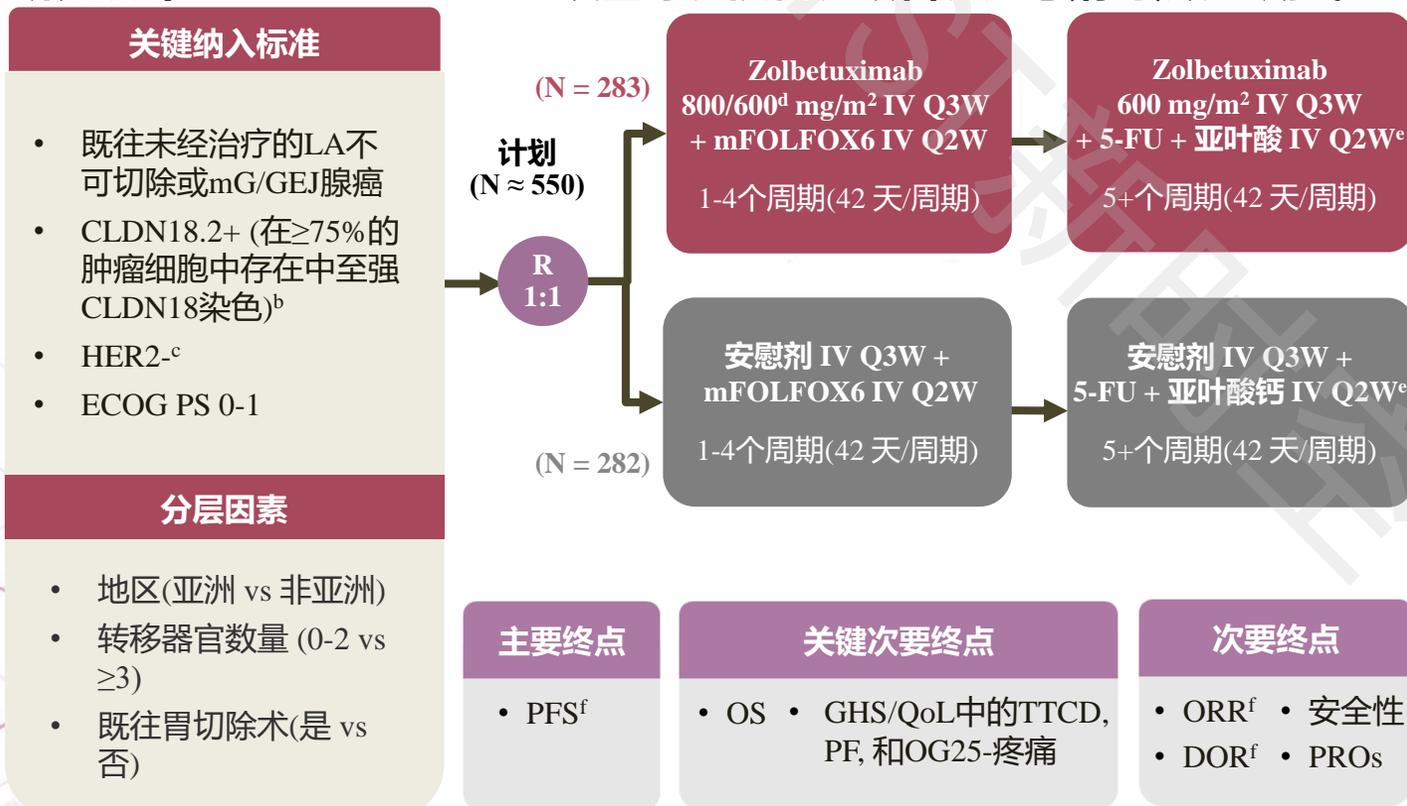 关键纳入标准
• 既往未经治疗的LA不
可切除或mG/GEJ腺癌
• CLDN18.2+ (在≥75%的
肿瘤细胞中存在中至强
CLDN18染色)ᵇ
• HER2-ᶜ
• ECOG PS 0-1
分层因素
• 地区(亚洲 vs 非亚洲)
• 转移器官数量 (0-2 vs
≥3)
• 既往胃切除术(是 vs
否)
计划
(N ≈ 550)
R
1:1
(N = 283)
Zolbetuximab
800/600ᵈ mg/m² IV Q3W
+ mFOLFOX6 IV Q2W
1-4个周期(42 天/周期)
Zolbetuximab
600 mg/m² IV Q3W
+ 5-FU + 亚叶酸 IV Q2Wᵉ
5+个周期(42 天/周期)
(N = 282)
安慰剂 IV Q3W +
mFOLFOX6 IV Q2W
1-4个周期(42 天/周期)
安慰剂 IV Q3W +
5-FU + 亚叶酸钙 IV Q2Wᵉ
5+个周期(42 天/周期)
主要终点
• PFSᶠ
关键次要终点
• OS • GHS/QoL中的TTCD,
PF, 和OG25-疼痛
次要终点
• ORRᶠ • 安全性
• DORᶠ • PROs
ST新时空